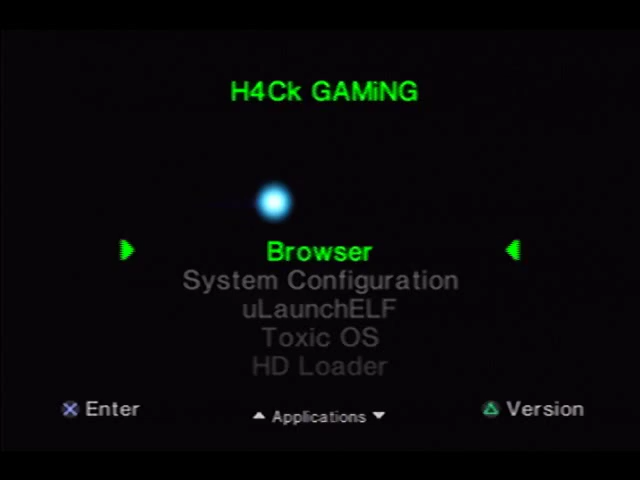 H4Ck GAMiNG
Browser
System Configuration
uLaunchELF
Toxic OS
HD Loader
Enter
Applications
Version